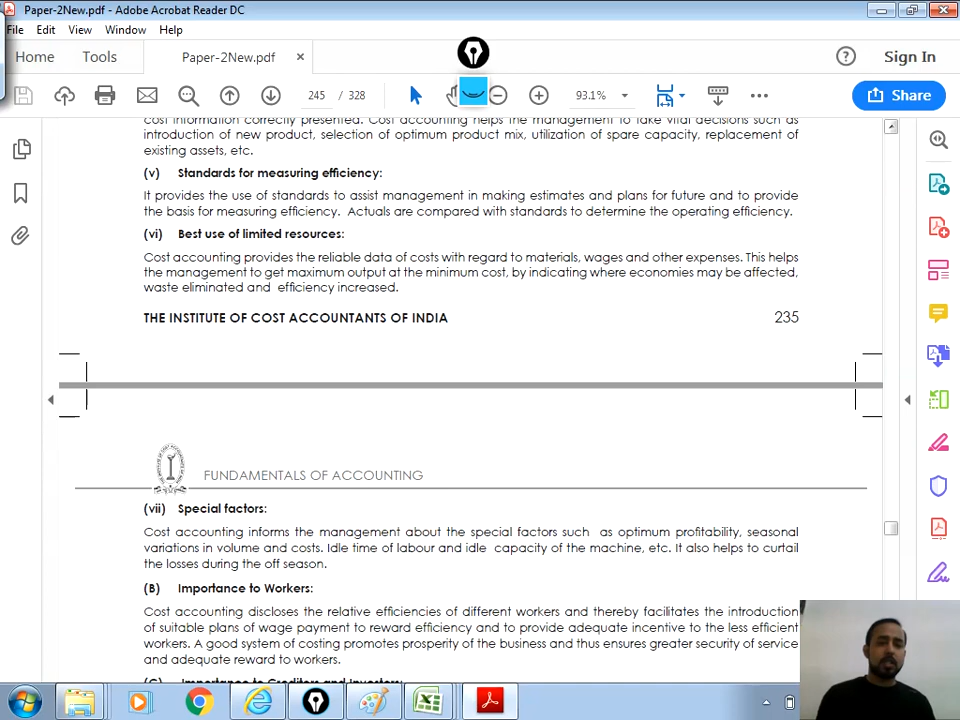 Paper-2New.pdf - Adobe Acrobat Reader DC
File Edit View Window Help
Home Tools Paper-2New.pdf × Sign In
245 / 328 93.1% Share
cost information correctly presented. Cost accounting helps the management to take vital decisions such as
introduction of new product, selection of optimum product mix, utilization of spare capacity, replacement of
existing assets, etc.
(v) Standards for measuring efficiency:
It provides the use of standards to assist management in making estimates and plans for future and to provide
the basis for measuring efficiency. Actuals are compared with standards to determine the operating efficiency.
(vi) Best use of limited resources:
Cost accounting provides the reliable data of costs with regard to materials, wages and other expenses. This helps
the management to get maximum output at the minimum cost, by indicating where economies may be affected,
waste eliminated and efficiency increased.
THE INSTITUTE OF COST ACCOUNTANTS OF INDIA 235
FUNDAMENTALS OF ACCOUNTING
(vii) Special factors:
Cost accounting informs the management about the special factors such as optimum profitability, seasonal
variations in volume and costs. Idle time of labour and idle capacity of the machine, etc. It also helps to curtail
the losses during the off season.
(B) Importance to Workers:
Cost accounting discloses the relative efficiencies of different workers and thereby facilitates the introduction
of suitable plans of wage payment to reward efficiency and to provide adequate incentive to the less efficient
workers. A good system of costing promotes prosperity of the business and thus ensures greater security of service
and adequate reward to workers.
(C) Importance to Creditors and Investors: